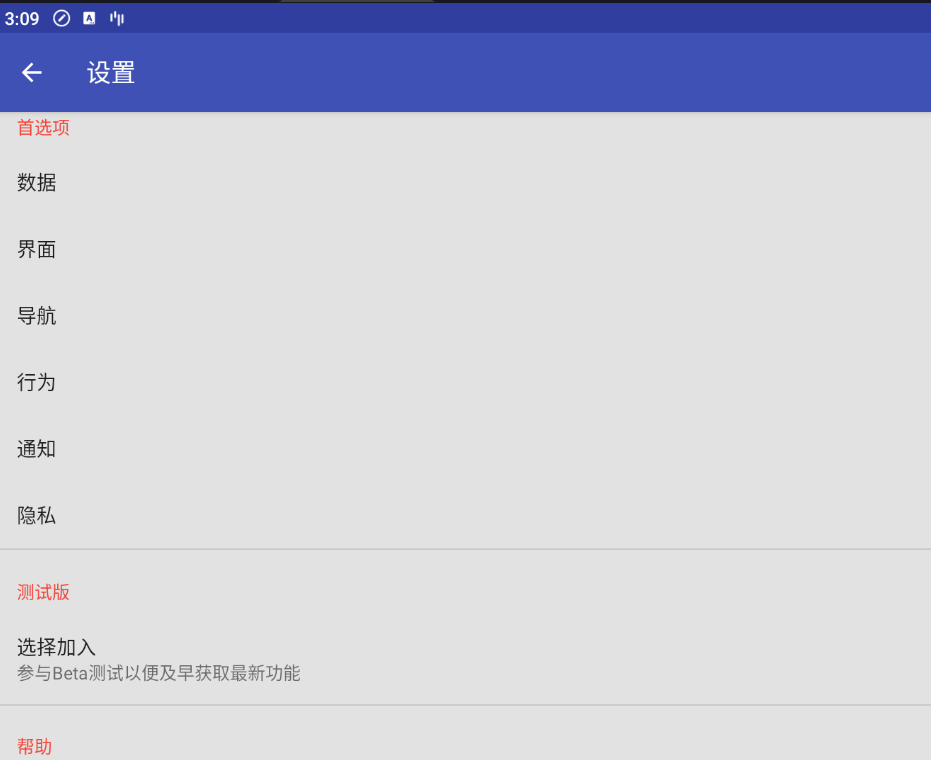 3:09
设置
首选项
数据
界面
导航
行为
通知
隐私
测试版
选择加入
参与Beta测试以便及早获取最新功能
帮助